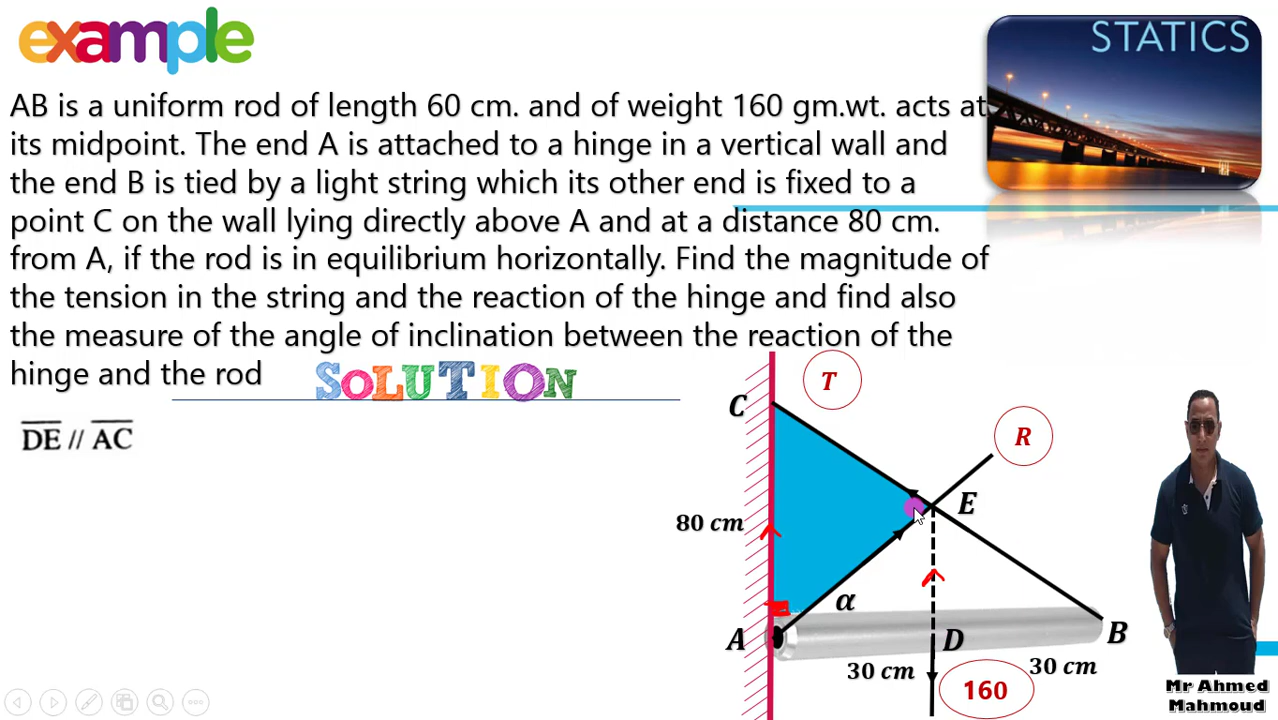 example
STATICS
AB is a uniform rod of length 60 cm. and of weight 160 gm.wt. acts at
its midpoint. The end A is attached to a hinge in a vertical wall and
the end B is tied by a light string which its other end is fixed to a
point C on the wall lying directly above A and at a distance 80 cm.
from A, if the rod is in equilibrium horizontally. Find the magnitude of
the tension in the string and the reaction of the hinge and find also
the measure of the angle of inclination between the reaction of the
hinge and the rod
SOLUTION
DE // AC
T
C
R
E
80 cm
α
A
D
B
30 cm
30 cm
160
Mr Ahmed
Mahmoud